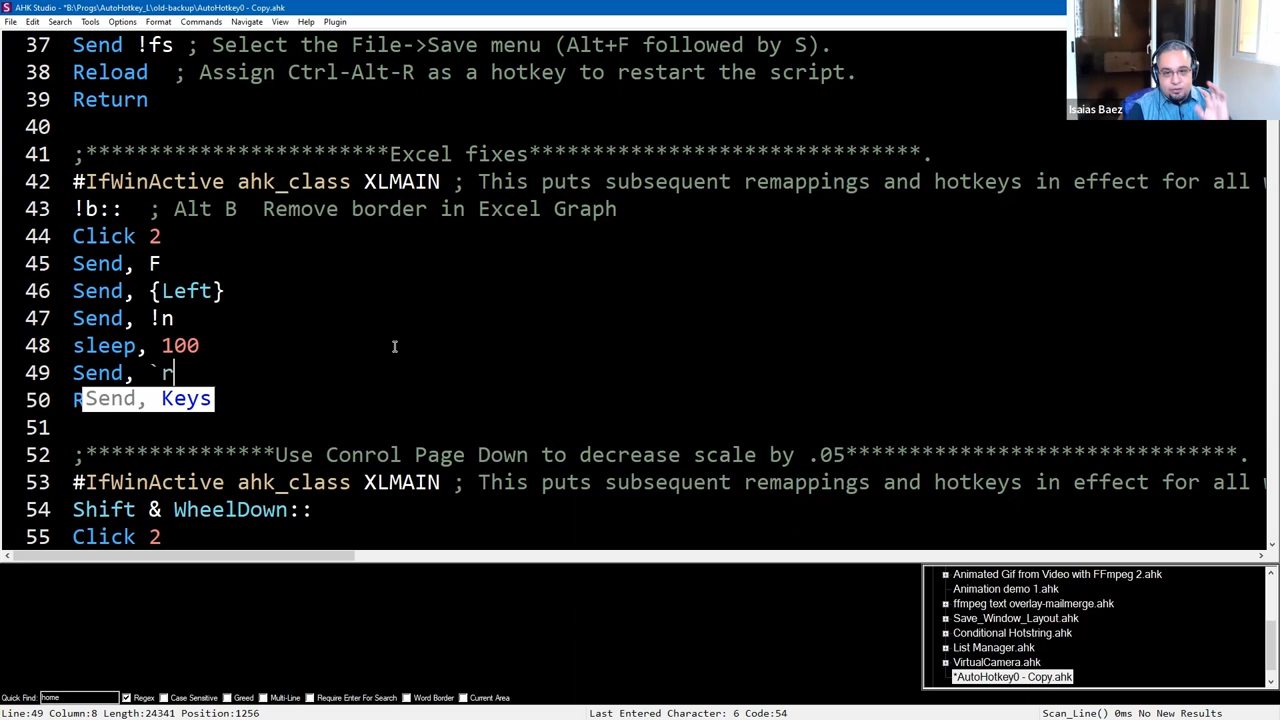 AHK Studio - *B:\Progs\AutoHotkey_L\old-backup\AutoHotkey0 - Copy.ahk
File Edit Search Tools Options Format Commands Navigate View Help Plugin
37 Send !fs ; Select the File->Save menu (Alt+F followed by S).
38 Reload ; Assign Ctrl-Alt-R as a hotkey to restart the script.
39 Return
Isaias Baez
40
41 ;*************************Excel fixes*******************************.
42 #IfWinActive ahk_class XLMAIN ; This puts subsequent remappings and hotkeys in effect for all
43 !b:: ; Alt B Remove border in Excel Graph
44 Click 2
45 Send, F
46 Send, {Left}
47 Send, !n
48 sleep, 100
49 Send, `r
50 R
Send, Keys
51
52 ;***************Use Conrol Page Down to decrease scale by .05*******************************.
53 #IfWinActive ahk_class XLMAIN ; This puts subsequent remappings and hotkeys in effect for all
54 Shift & WheelDown::
55 Click 2
Animated Gif from Video with FFmpeg 2.ahk
Animation demo 1.ahk
ffmpeg text overlay-mailmerge.ahk
Save_Window_Layout.ahk
Conditional Hotstring.ahk
List Manager.ahk
VirtualCamera.ahk
*AutoHotkey0 - Copy.ahk
Quick Find: home Regex Case Sensitive Greed Multi-Line Require Enter For Search Word Border Current Area
Line:49 Column:8 Length:24341 Position:1256 Last Entered Character: 6 Code:54 Scan_Line() 0ms No New Results